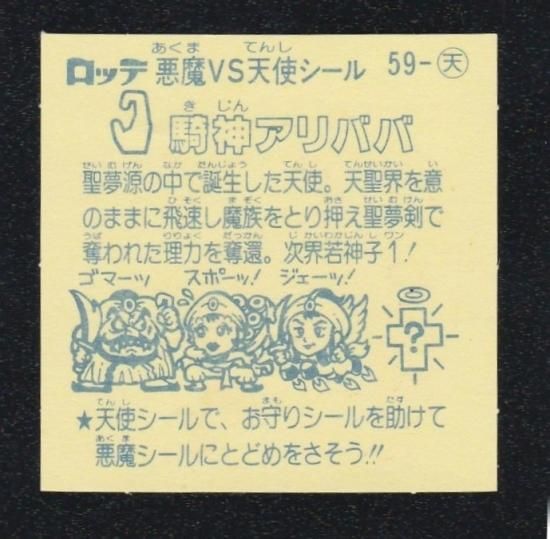 ロッテ 悪魔VS天使シール 59-天
騎神アリババ
聖夢源の中で誕生した天使。天聖界を意
のままに飛速し魔族をとり押え聖夢剣で
奪われた理力を奪還。次界若神子1!
ゴマーッ スポーッ! ジェーッ!
?
★天使シールで、お守りシールを助けて
悪魔シールにとどめをさそう!!